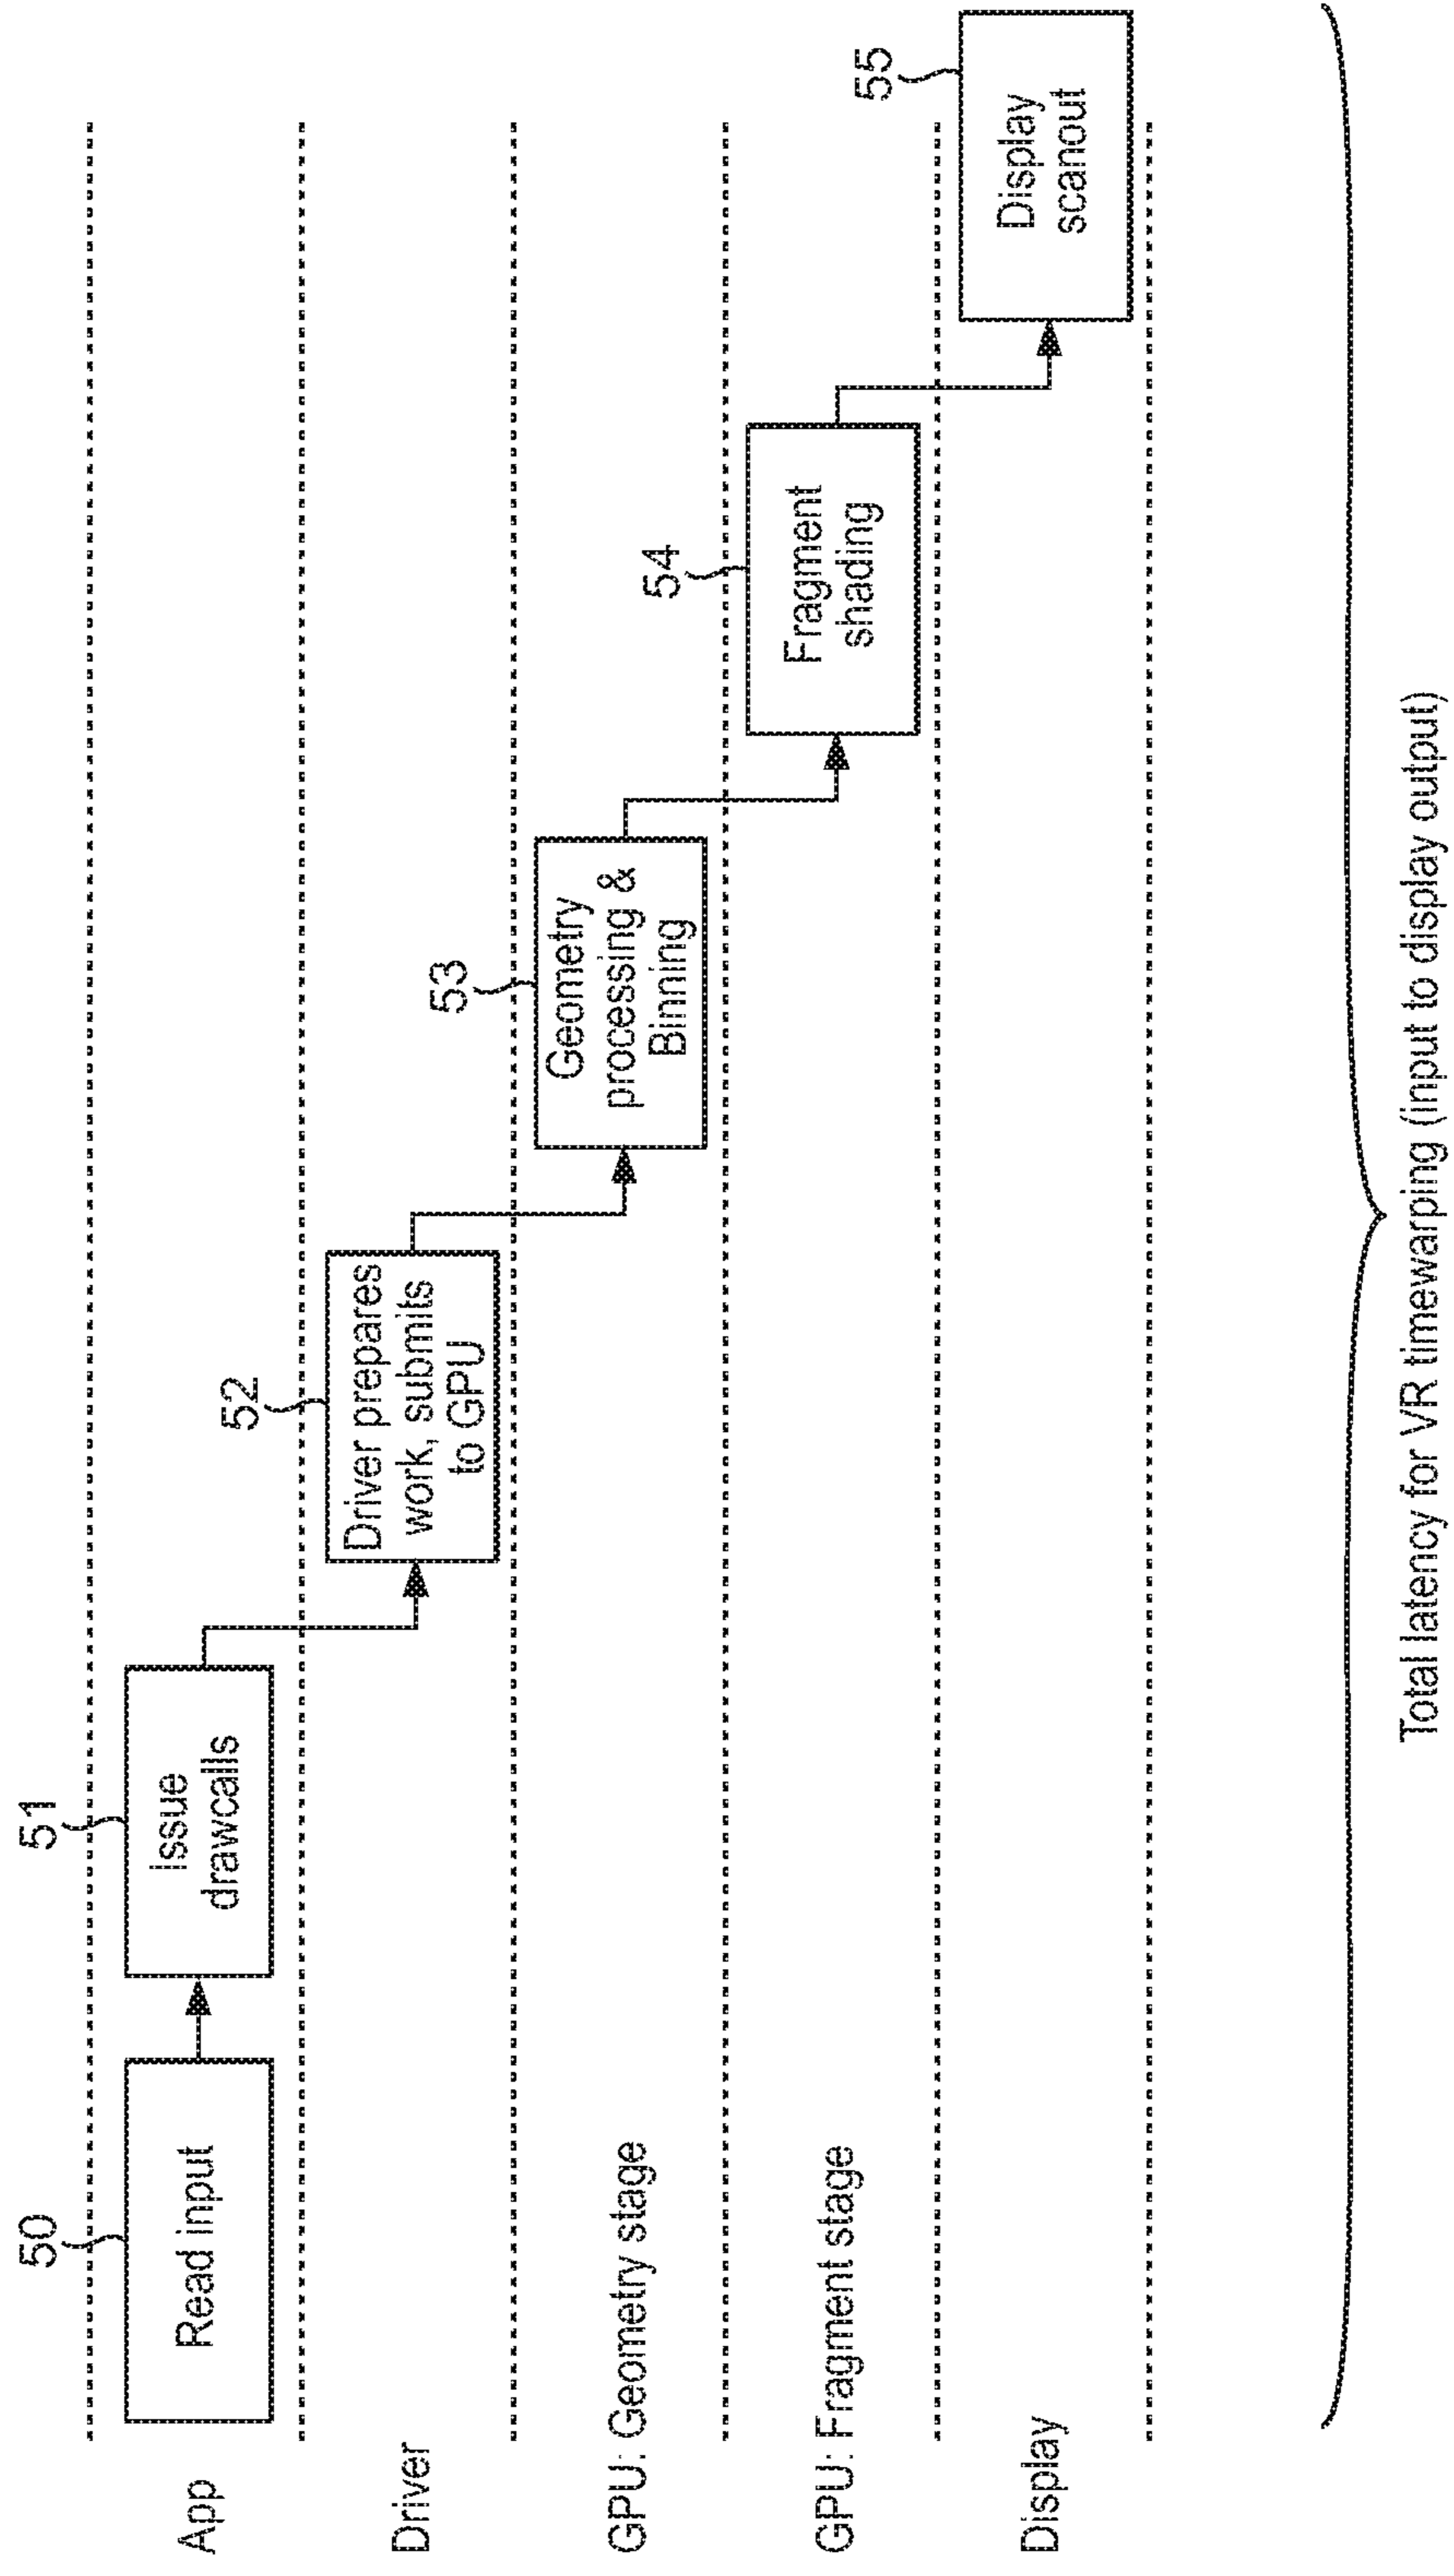 50
51
App
Read input
Issue
drawcalls
52
Driver
Driver prepares
work, submits
to GPU
53
GPU: Geometry stage
Geometry
processing &
Binning
54
GPU: Fragment stage
Fragment
shading
55
Display
Display
scanout
Total latency for VR timewarping (input to display output)